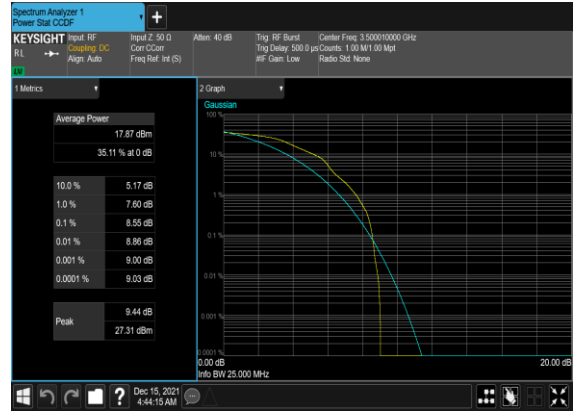 Spectrum Analyzer 1
Power Stat CCDF
KEYSIGHT
RL
LXI
Input: RF
Coupling: DC
Align: Auto
Input Z: 50 Ω
Corr CCorr
Freq Ref: Int (S)
Atten: 40 dB
Trig: RF Burst
Trig Delay: 500.0 µs
#IF Gain: Low
Center Freq: 3.500010000 GHz
Counts: 1.00 M/1.00 Mpt
Radio Std: None
1 Metrics
Average Power
17.87 dBm
35.11 % at 0 dB
10.0 % 5.17 dB
1.0 % 7.60 dB
0.1 % 8.55 dB
0.01 % 8.86 dB
0.001 % 9.00 dB
0.0001 % 9.03 dB
Peak
9.44 dB
27.31 dBm
2 Graph
Gaussian
100 %
10 %
1 %
0.1 %
0.01 %
0.001 %
0.0001 %
0.00 dB
20.00 dB
Info BW 25.000 MHz
?
Dec 15, 2021
4:44:15 AM